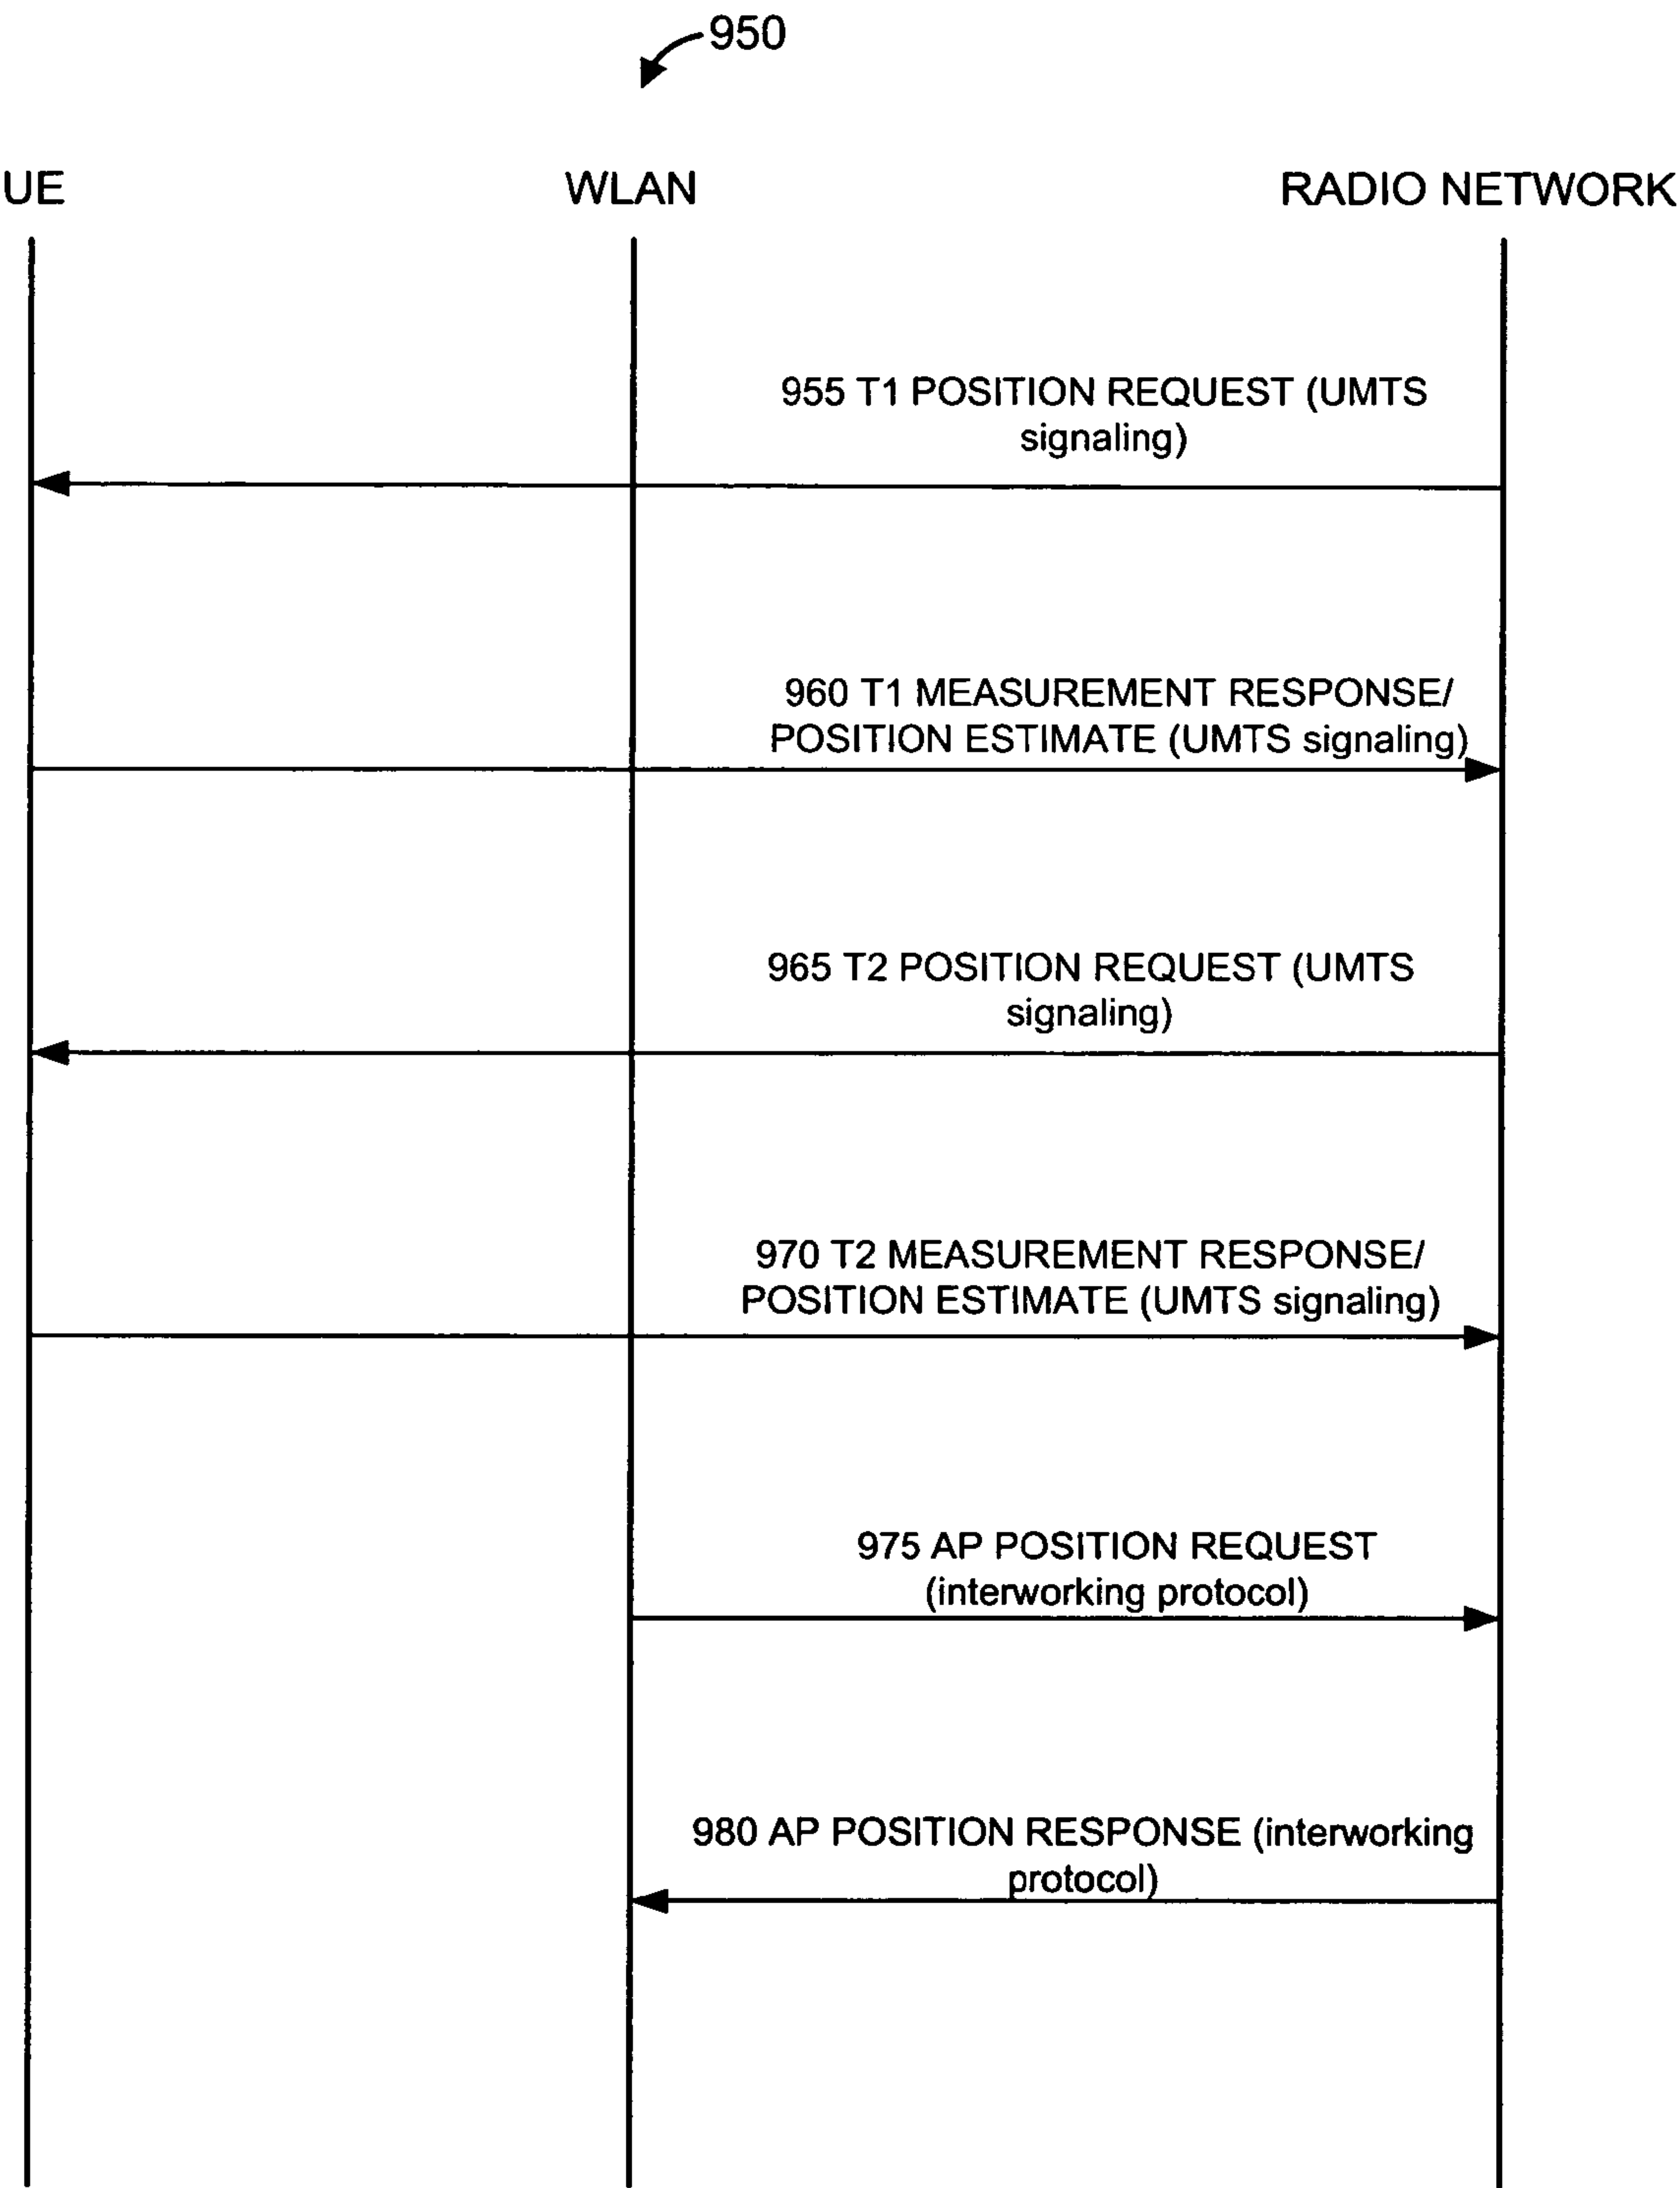 950
UE
WLAN
RADIO NETWORK
955 T1 POSITION REQUEST (UMTS
signaling)
960 T1 MEASUREMENT RESPONSE/
POSITION ESTIMATE (UMTS signaling)
965 T2 POSITION REQUEST (UMTS
signaling)
970 T2 MEASUREMENT RESPONSE/
POSITION ESTIMATE (UMTS signaling)
975 AP POSITION REQUEST
(interworking protocol)
980 AP POSITION RESPONSE (interworking
protocol)